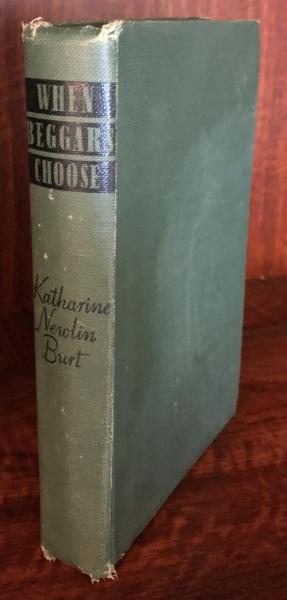 WHEN
BEGGARS
CHOOSE
Katharine
Newlin
Burt